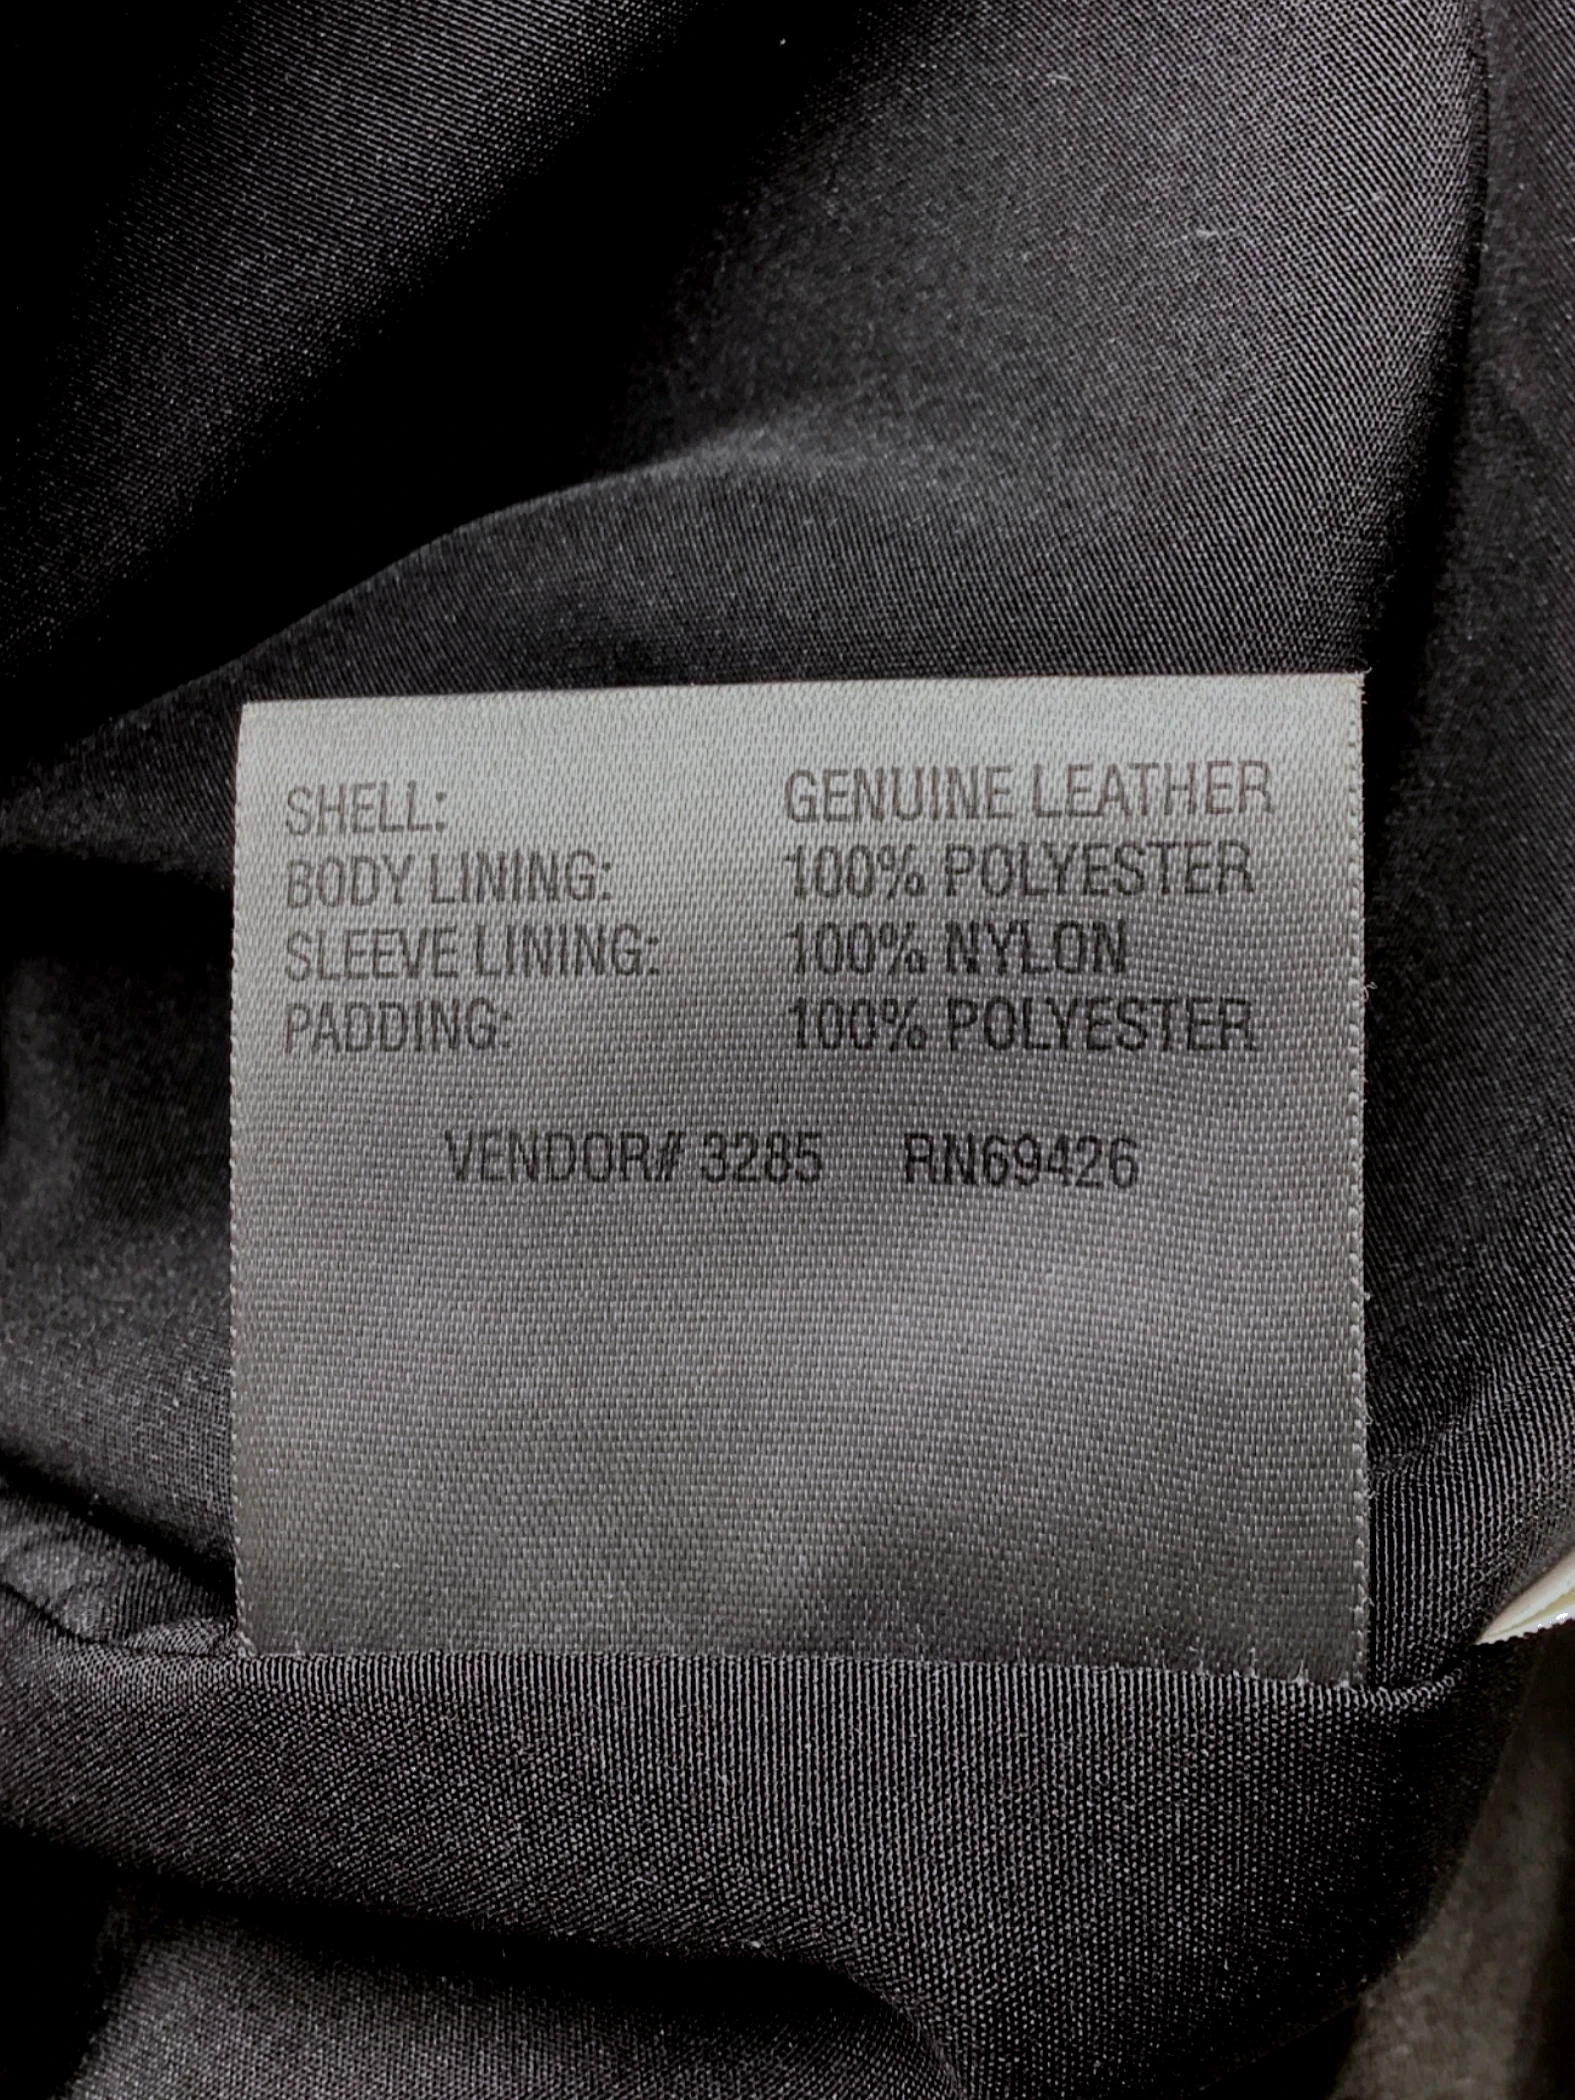 SHELL: GENUINE LEATHER
BODY LINING: 100% POLYESTER
SLEEVE LINING: 100% NYLON
PADDING: 100% POLYESTER
VENDOR# 3285 RN69426